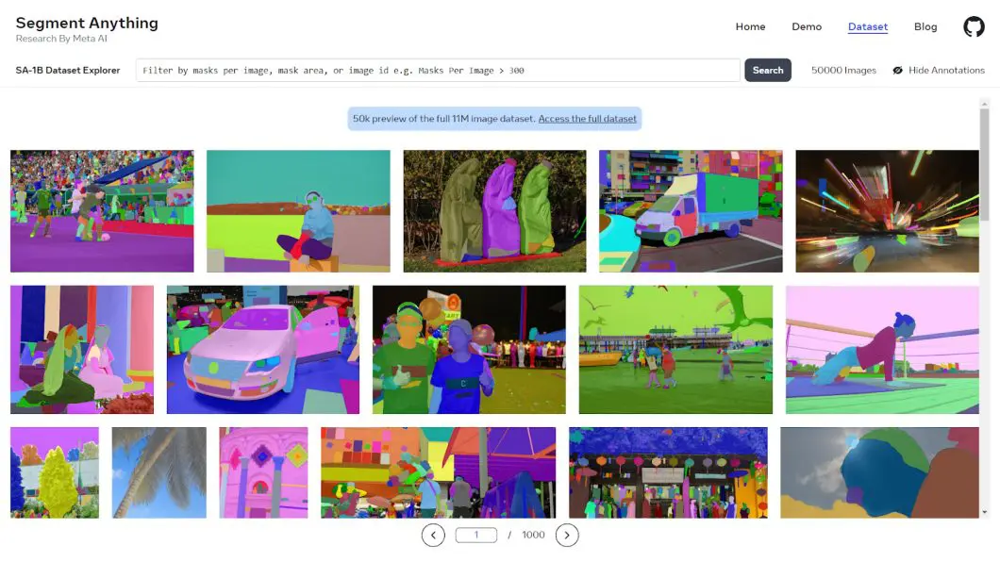 Segment Anything
Research By Meta AI
Home Demo Dataset Blog
SA-1B Dataset Explorer
Filter by masks per image, mask area, or image id e.g. Masks Per Image > 300
Search
50000 Images
Hide Annotations
50k preview of the full 11M image dataset. Access the full dataset
1 / 1000